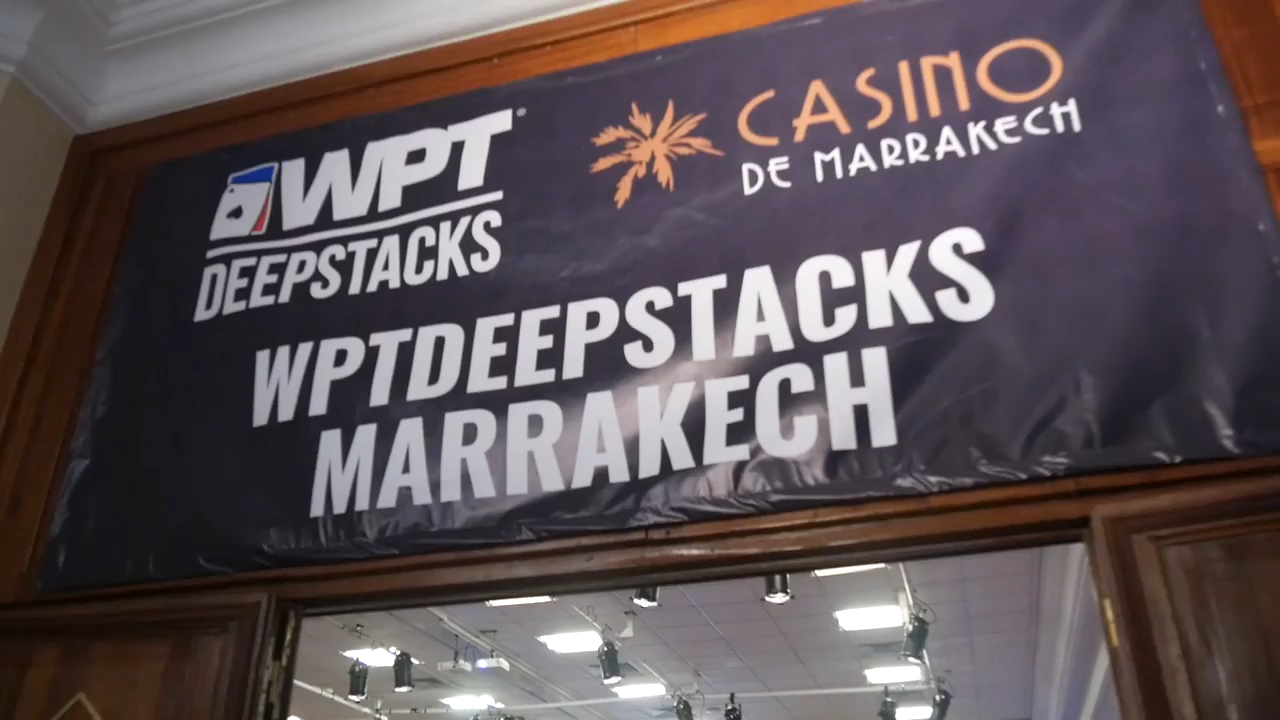 WPT®
DEEPSTACKS
CASINO
DE MARRAKECH
WPTDEEPSTACKS
MARRAKECH